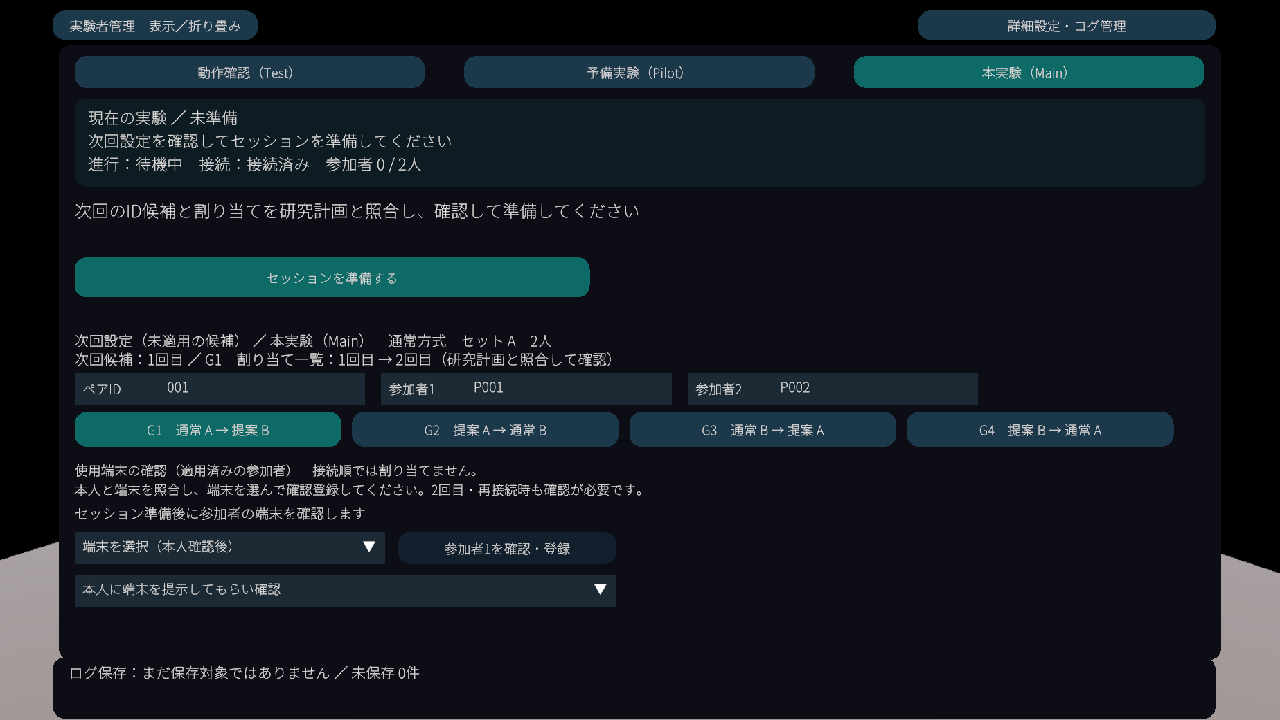 実験者管理　表示／折り畳み
詳細設定・ログ管理
動作確認（Test）
予備実験（Pilot）
本実験（Main）
現在の実験 ／ 未準備
次回設定を確認してセッションを準備してください
進行：待機中　接続：接続済み　参加者 0 / 2人
次回のID候補と割り当てを研究計画と照合し、確認して準備してください
セッションを準備する
次回設定（未適用の候補）／ 本実験（Main）　通常方式　セット A　2人
次回候補：1回目 ／ G1　割り当て一覧：1回目 → 2回目（研究計画と照合して確認）
ペアID　001
参加者1　P001
参加者2　P002
G1　通常 A → 提案 B
G2　提案 A → 通常 B
G3　通常 B → 提案 A
G4　提案 B → 通常 A
使用端末の確認（適用済みの参加者）　接続順では割り当てません。
本人と端末を照合し、端末を選んで確認登録してください。2回目・再接続時も確認が必要です。
セッション準備後に参加者の端末を確認します
端末を選択（本人確認後）
参加者1を確認・登録
本人に端末を提示してもらい確認
ログ保存：まだ保存対象ではありません ／ 未保存 0件